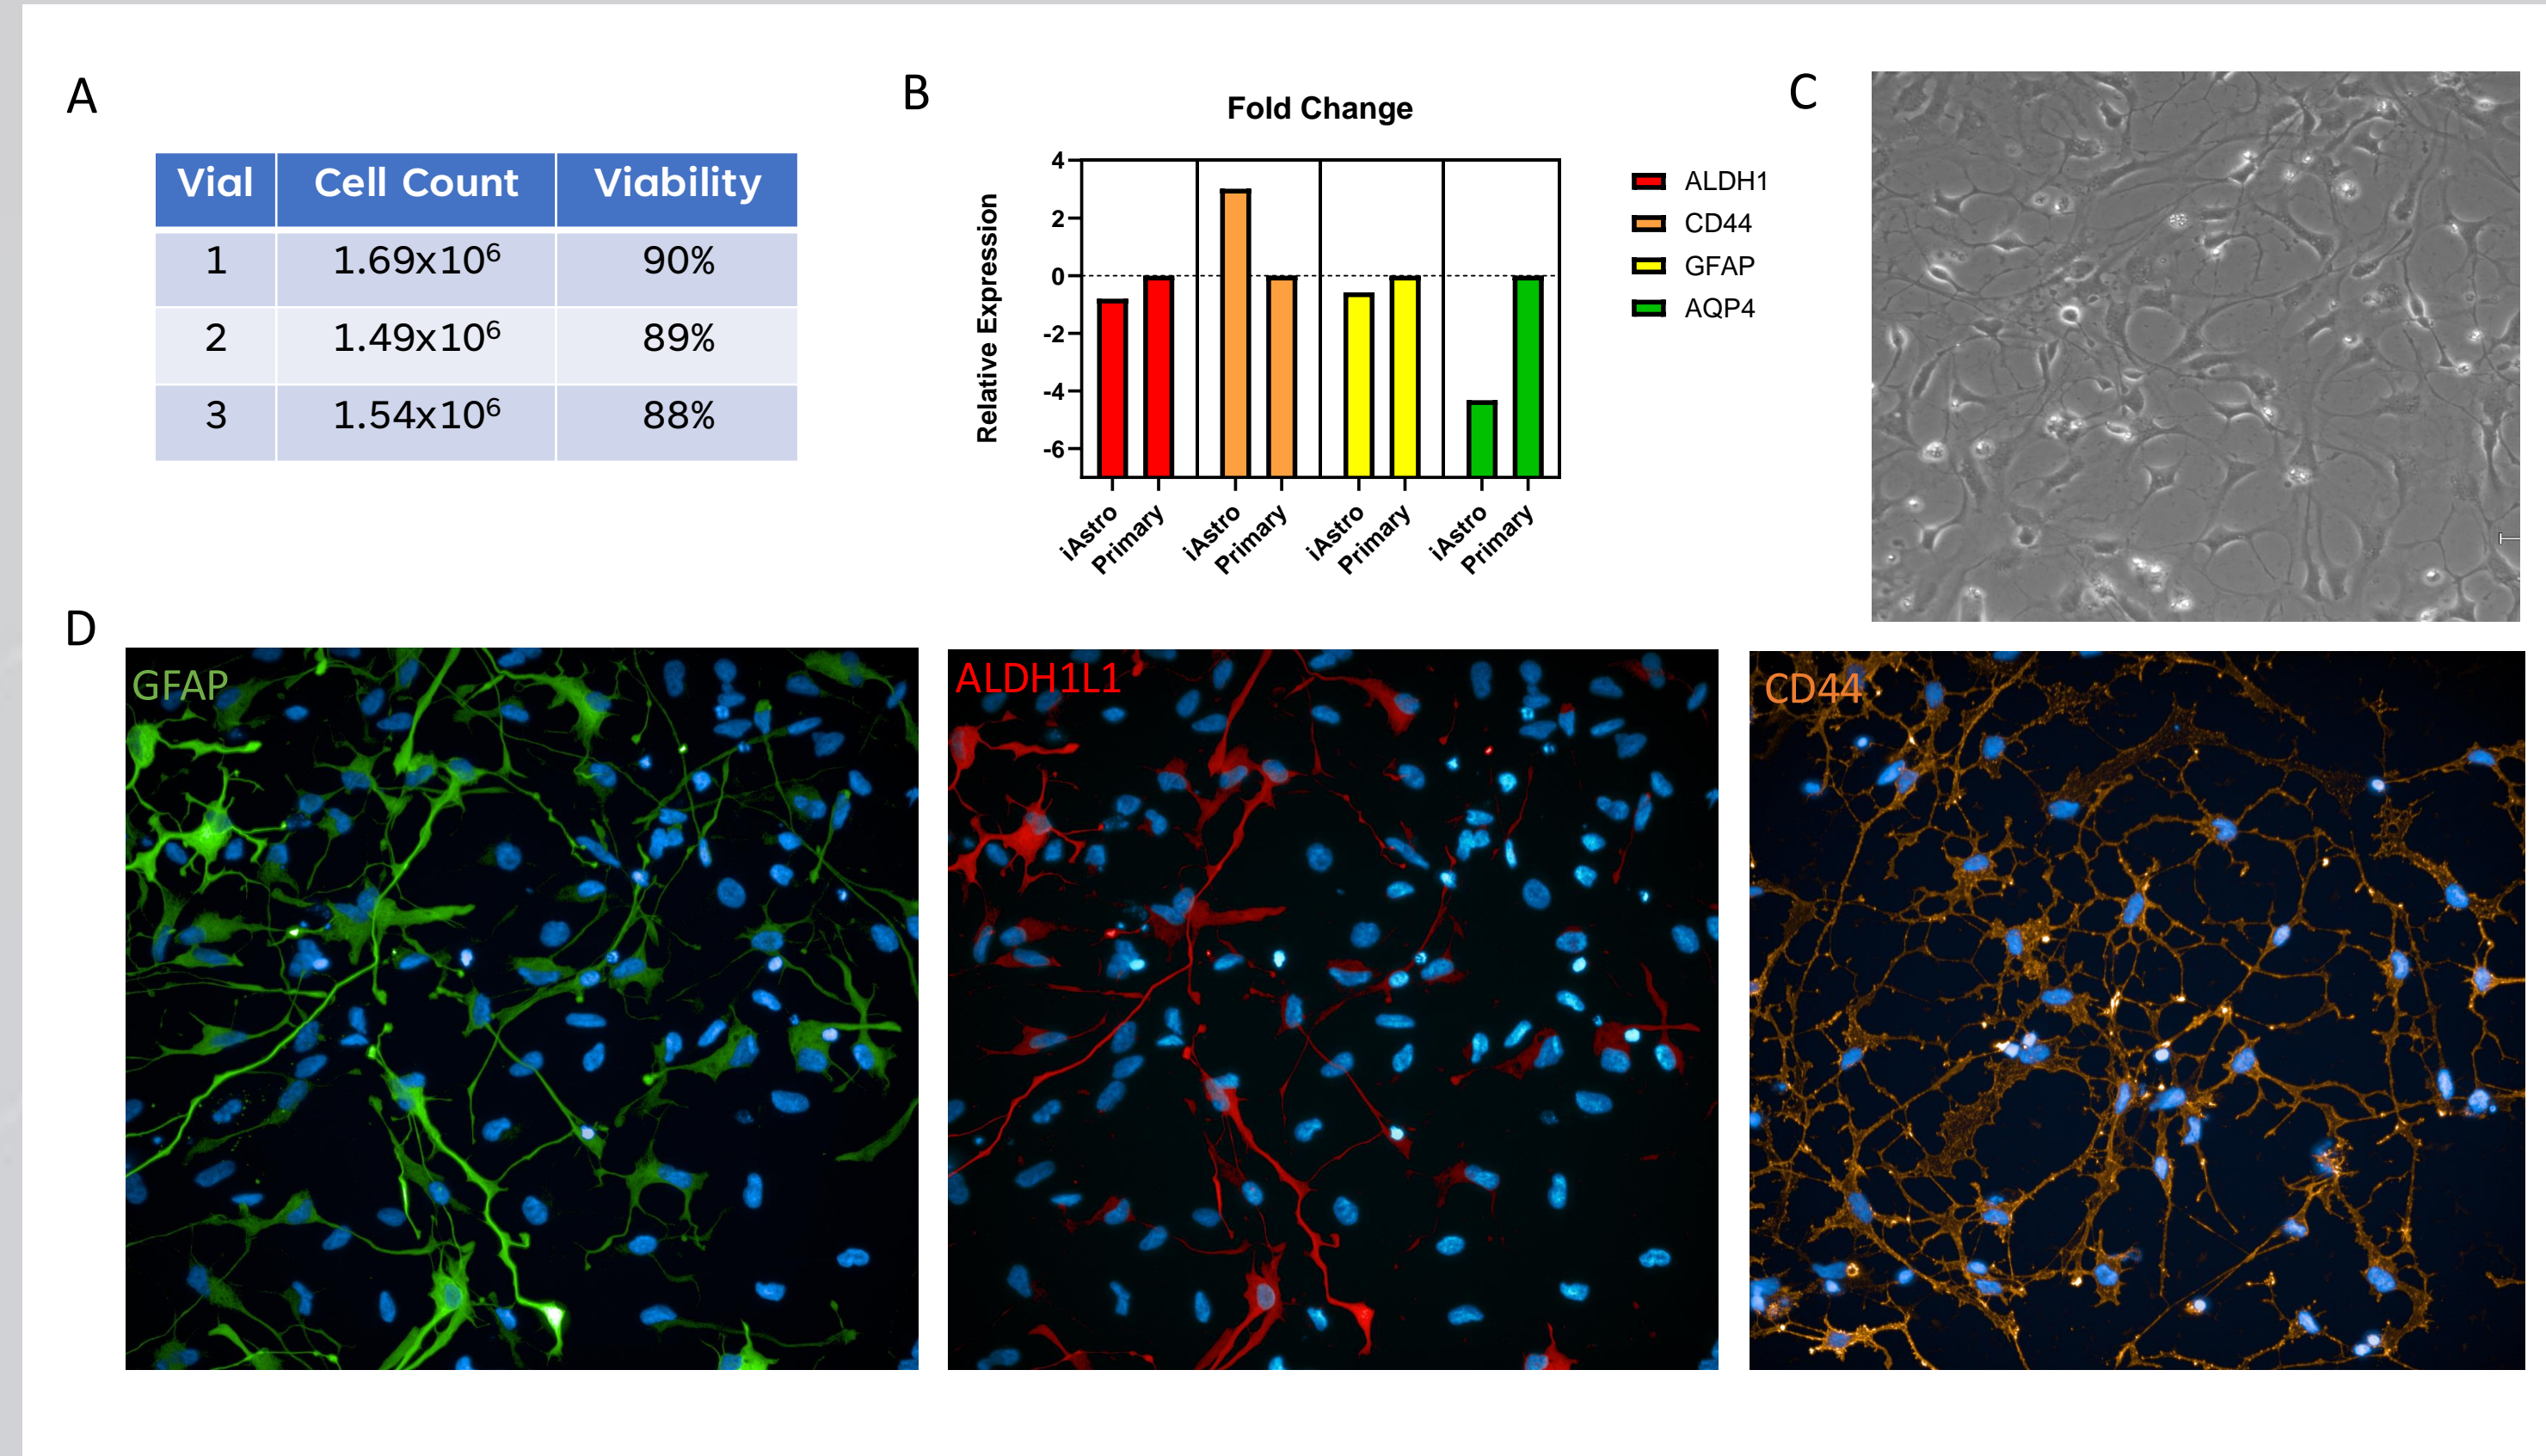 A
Vial Cell Count Viability
1 1.69x10⁶ 90%
2 1.49x10⁶ 89%
3 1.54x10⁶ 88%
B
Fold Change
Relative Expression
4
2
0
-2
-4
-6
iAstro Primary iAstro Primary iAstro Primary iAstro Primary
ALDH1
CD44
GFAP
AQP4
C
D
GFAP
ALDH1L1
CD44